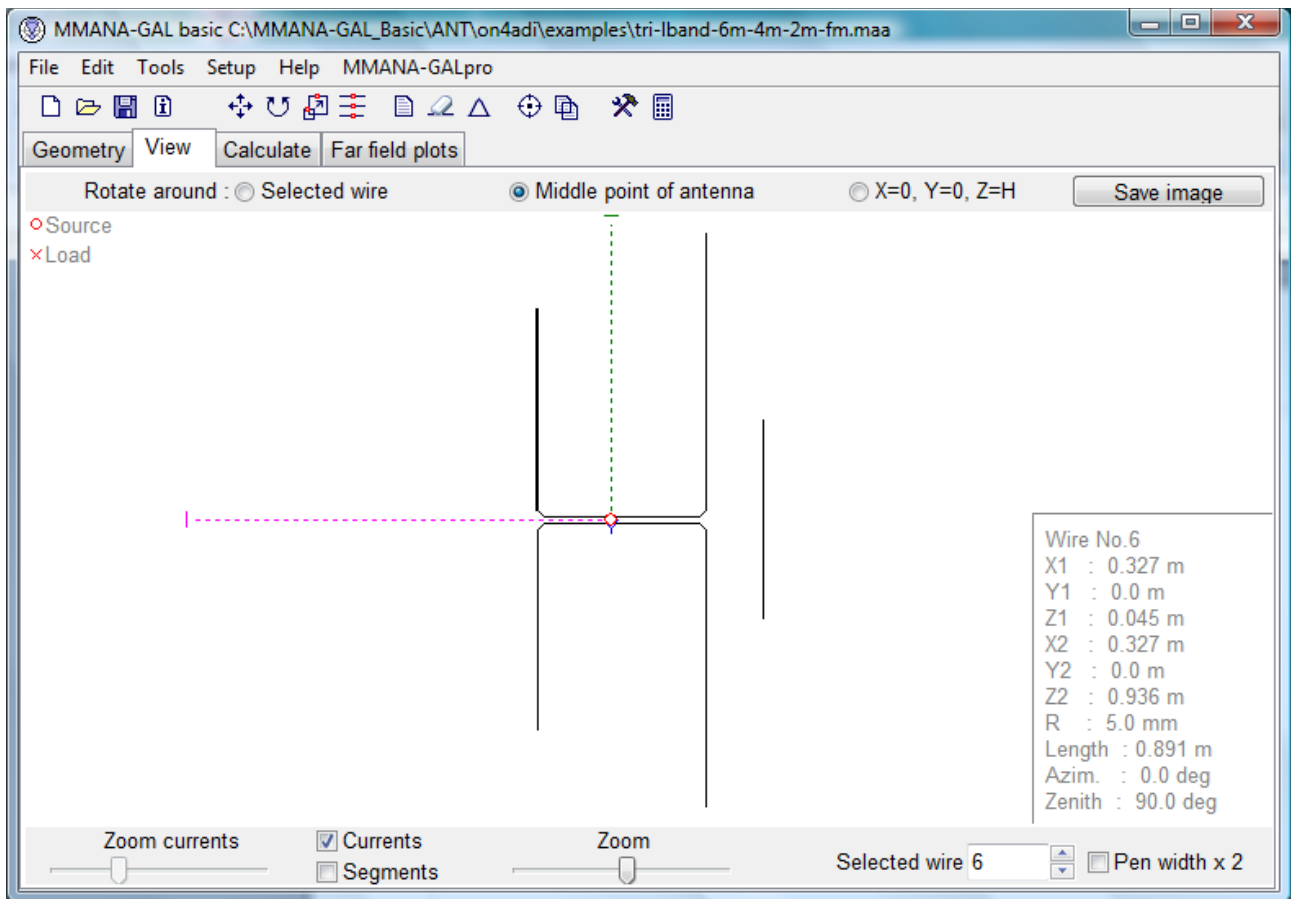 MMANA-GAL basic C:\MMANA-GAL_Basic\ANT\on4adi\examples\tri-lband-6m-4m-2m-fm.maa
File Edit Tools Setup Help MMANA-GALpro
Geometry View Calculate Far field plots
Rotate around : Selected wire Middle point of antenna X=0, Y=0, Z=H Save image
Source
Load
Y
Wire No.6
X1 : 0.327 m
Y1 : 0.0 m
Z1 : 0.045 m
X2 : 0.327 m
Y2 : 0.0 m
Z2 : 0.936 m
R : 5.0 mm
Length : 0.891 m
Azim. : 0.0 deg
Zenith : 90.0 deg
Zoom currents Currents Zoom
Segments
Selected wire 6 Pen width x 2